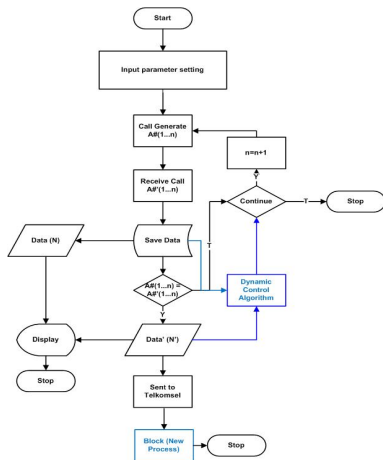 Start
Input parameter setting
Call Generate
A#(1...n)
n=n+1
Receive Call
A#'(1...n)
Y
Continue
T
Stop
Data (N)
Save Data
T
A#(1...n) =
A#'(1...n)
Dynamic
Control
Algorithm
Y
Display
Data' (N')
Stop
Sent to
Telkomsel
Block (New
Process)
Stop